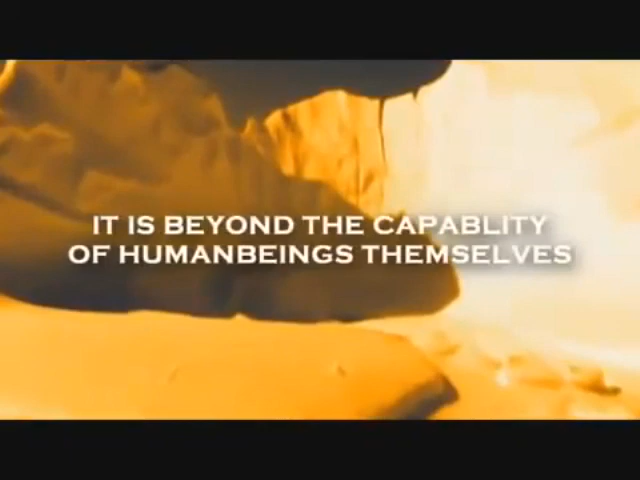 IT IS BEYOND THE CAPABLITY
OF HUMANBEINGS THEMSELVES